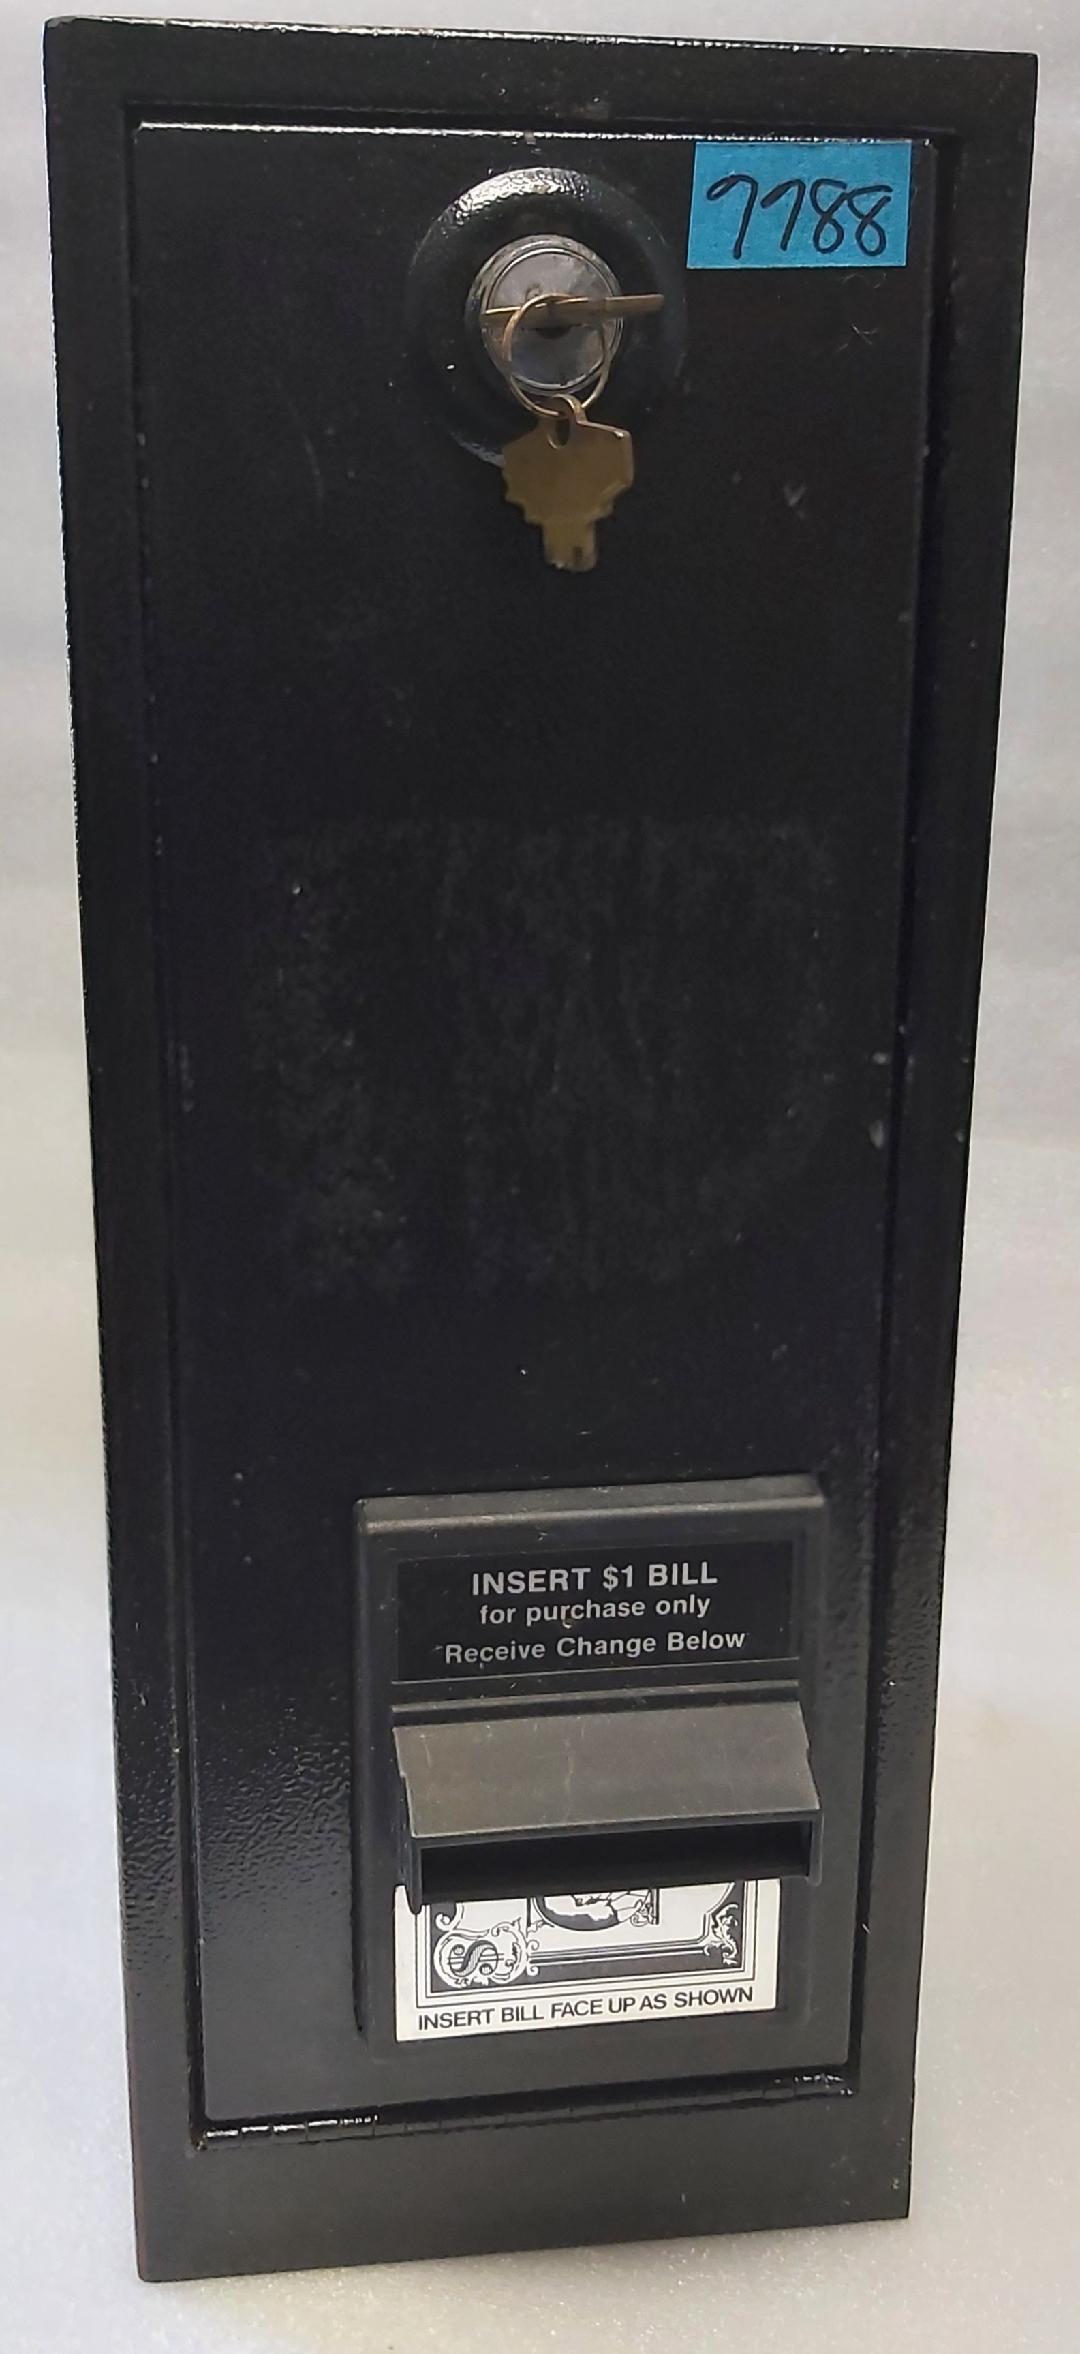 7788
INSERT $1 BILL
for purchase only
Receive Change Below
$
INSERT BILL FACE UP AS SHOWN